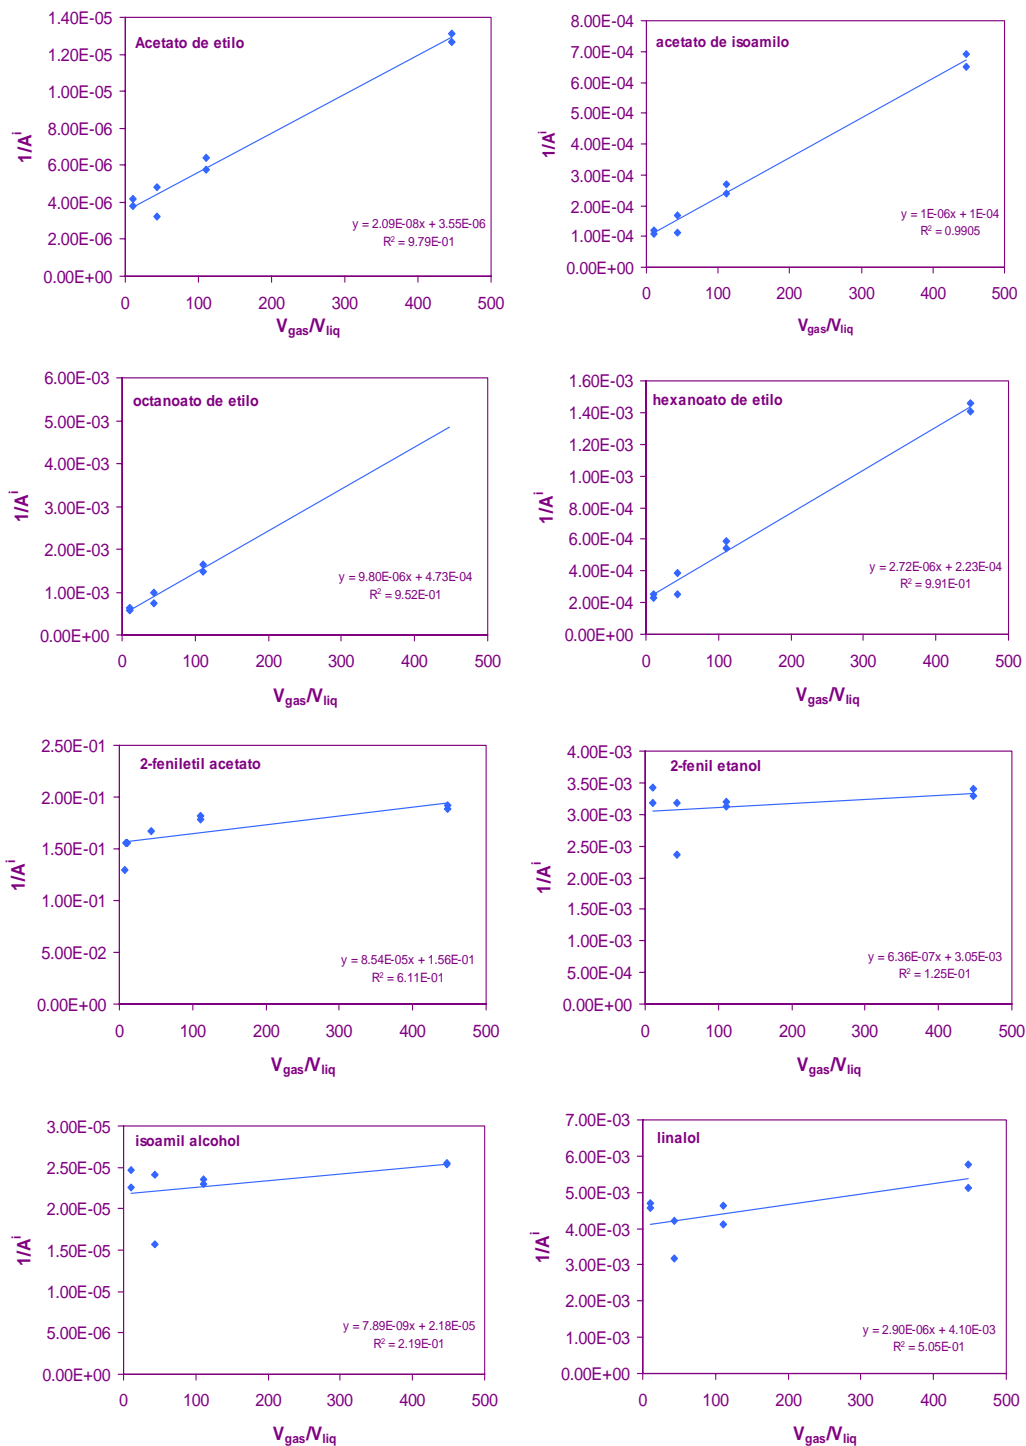 Acetato de etilo
1/Aⁱ
1.40E-05
1.20E-05
1.00E-05
8.00E-06
6.00E-06
4.00E-06
2.00E-06
0.00E+00
y = 2.09E-08x + 3.55E-06
R² = 9.79E-01
0 100 200 300 400 500
Vgas/Vliq
acetato de isoamilo
1/Aⁱ
8.00E-04
7.00E-04
6.00E-04
5.00E-04
4.00E-04
3.00E-04
2.00E-04
1.00E-04
0.00E+00
y = 1E-06x + 1E-04
R² = 0.9905
0 100 200 300 400 500
Vgas/Vliq
octanoato de etilo
1/Aⁱ
6.00E-03
5.00E-03
4.00E-03
3.00E-03
2.00E-03
1.00E-03
0.00E+00
y = 9.80E-06x + 4.73E-04
R² = 9.52E-01
0 100 200 300 400 500
Vgas/Vliq
hexanoato de etilo
1/Aⁱ
1.60E-03
1.40E-03
1.20E-03
1.00E-03
8.00E-04
6.00E-04
4.00E-04
2.00E-04
0.00E+00
y = 2.72E-06x + 2.23E-04
R² = 9.91E-01
0 100 200 300 400 500
Vgas/Vliq
2-feniletil acetato
1/Aⁱ
2.50E-01
2.00E-01
1.50E-01
1.00E-01
5.00E-02
0.00E+00
y = 8.54E-05x + 1.56E-01
R² = 6.11E-01
0 100 200 300 400 500
Vgas/Vliq
2-fenil etanol
1/Aⁱ
4.00E-03
3.50E-03
3.00E-03
2.50E-03
2.00E-03
1.50E-03
1.00E-03
5.00E-04
0.00E+00
y = 6.36E-07x + 3.05E-03
R² = 1.25E-01
0 100 200 300 400 500
Vgas/Vliq
isoamil alcohol
1/Aⁱ
3.00E-05
2.50E-05
2.00E-05
1.50E-05
1.00E-05
5.00E-06
0.00E+00
y = 7.89E-09x + 2.18E-05
R² = 2.19E-01
0 100 200 300 400 500
Vgas/Vliq
linalol
1/Aⁱ
7.00E-03
6.00E-03
5.00E-03
4.00E-03
3.00E-03
2.00E-03
1.00E-03
0.00E+00
y = 2.90E-06x + 4.10E-03
R² = 5.05E-01
0 100 200 300 400 500
Vgas/Vliq